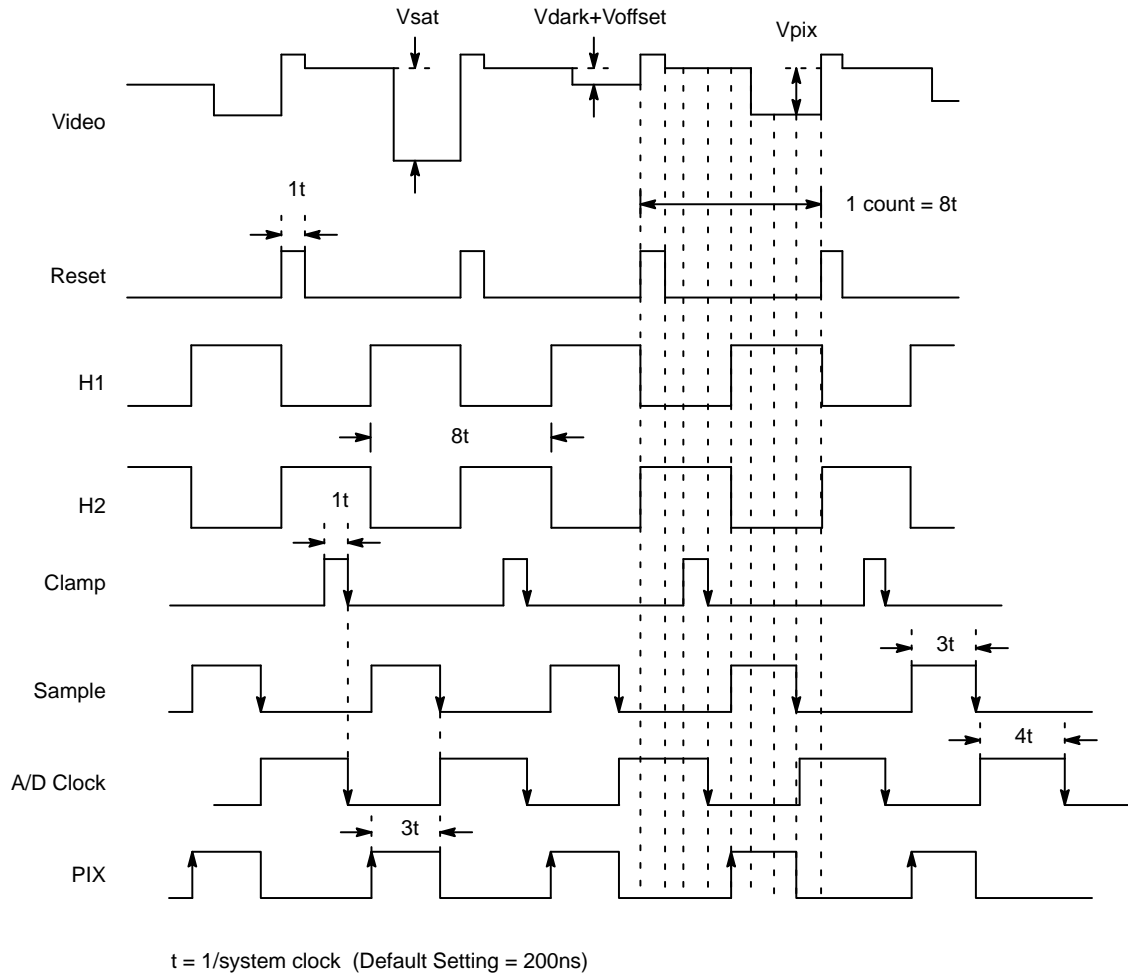 Vsat
Vdark+Voffset
Vpix
Video
1t
1 count = 8t
Reset
H1
8t
H2
1t
Clamp
3t
Sample
4t
A/D Clock
3t
PIX
t = 1/system clock (Default Setting = 200ns)